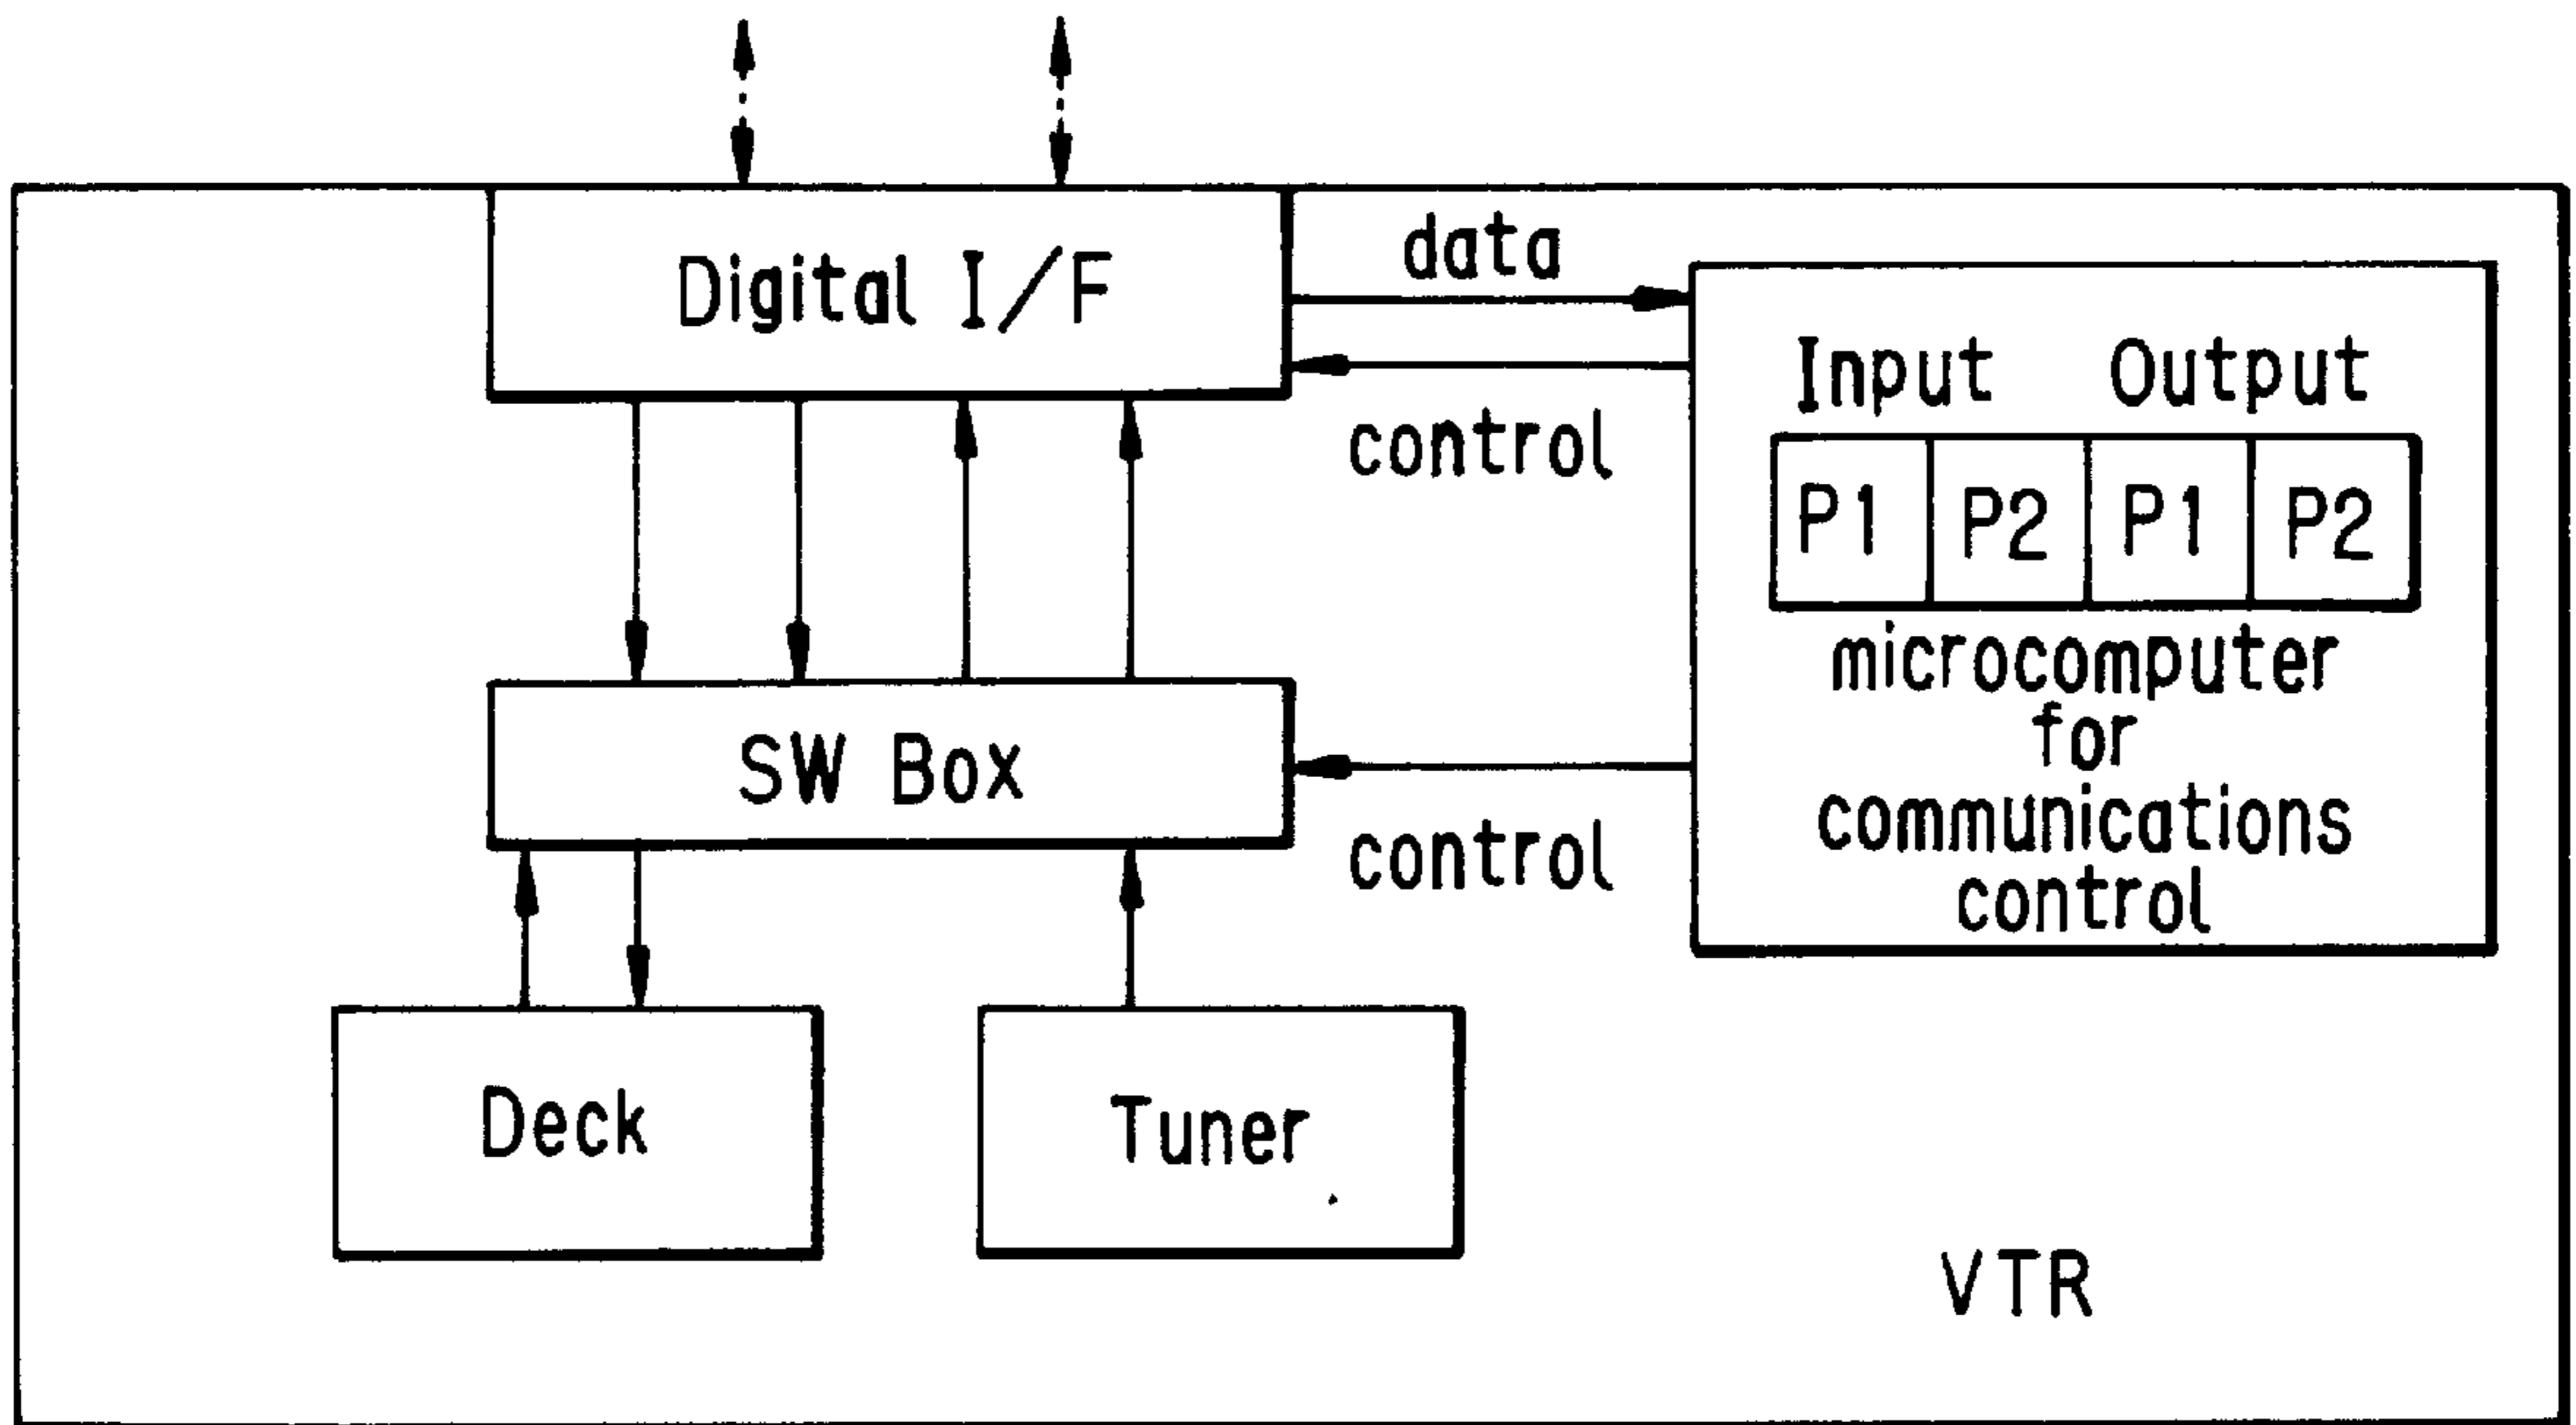 data
Digital I/F
control
Input Output
P1 P2 P1 P2
microcomputer
for
communications
control
SW Box
control
Deck
Tuner
VTR